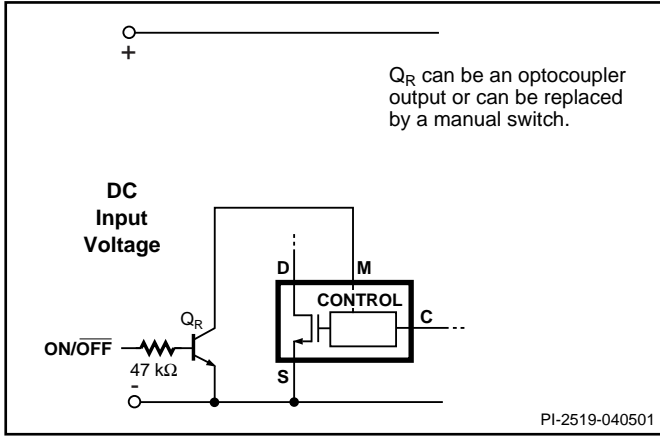 +
QR can be an optocoupler
output or can be replaced
by a manual switch.
DC
Input
Voltage
D
M
CONTROL
C
QR
ON/O̅F̅F̅
47 kΩ
S
-
PI-2519-040501